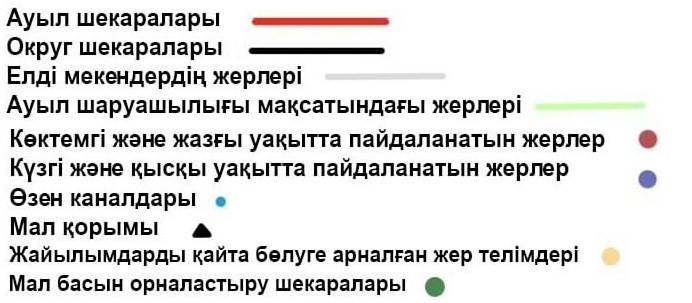 Ауыл шекаралары
Округ шекаралары
Елді мекендердің жерлері
Ауыл шаруашылығы мақсатындағы жерлері
Көктемгі және жазғы уақытта пайдаланатын жерлер
Күзгі және қысқы уақытта пайдаланатын жерлер
Өзен каналдары
Мал қорымы
Жайылымдарды қайта бөлуге арналған жер телімдері
Мал басын орналастыру шекаралары